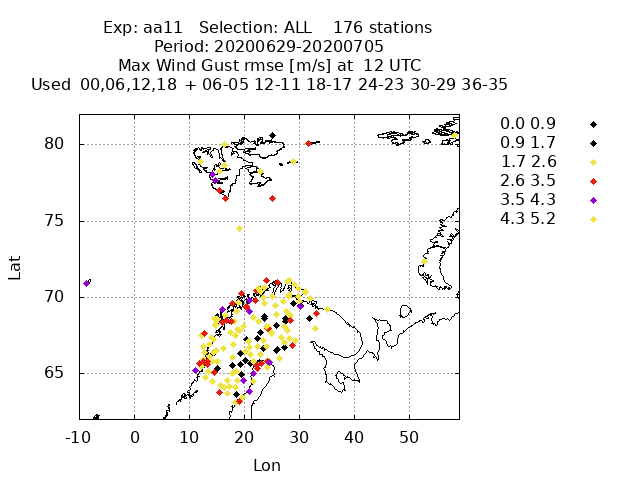 Exp: aa11 Selection: ALL 176 stations
Period: 20200629-20200705
Max Wind Gust rmse [m/s] at 12 UTC
Used 00,06,12,18 + 06-05 12-11 18-17 24-23 30-29 36-35
0.0 0.9
0.9 1.7
1.7 2.6
2.6 3.5
3.5 4.3
4.3 5.2
80
75
70
65
Lat
-10 0 10 20 30 40 50
Lon